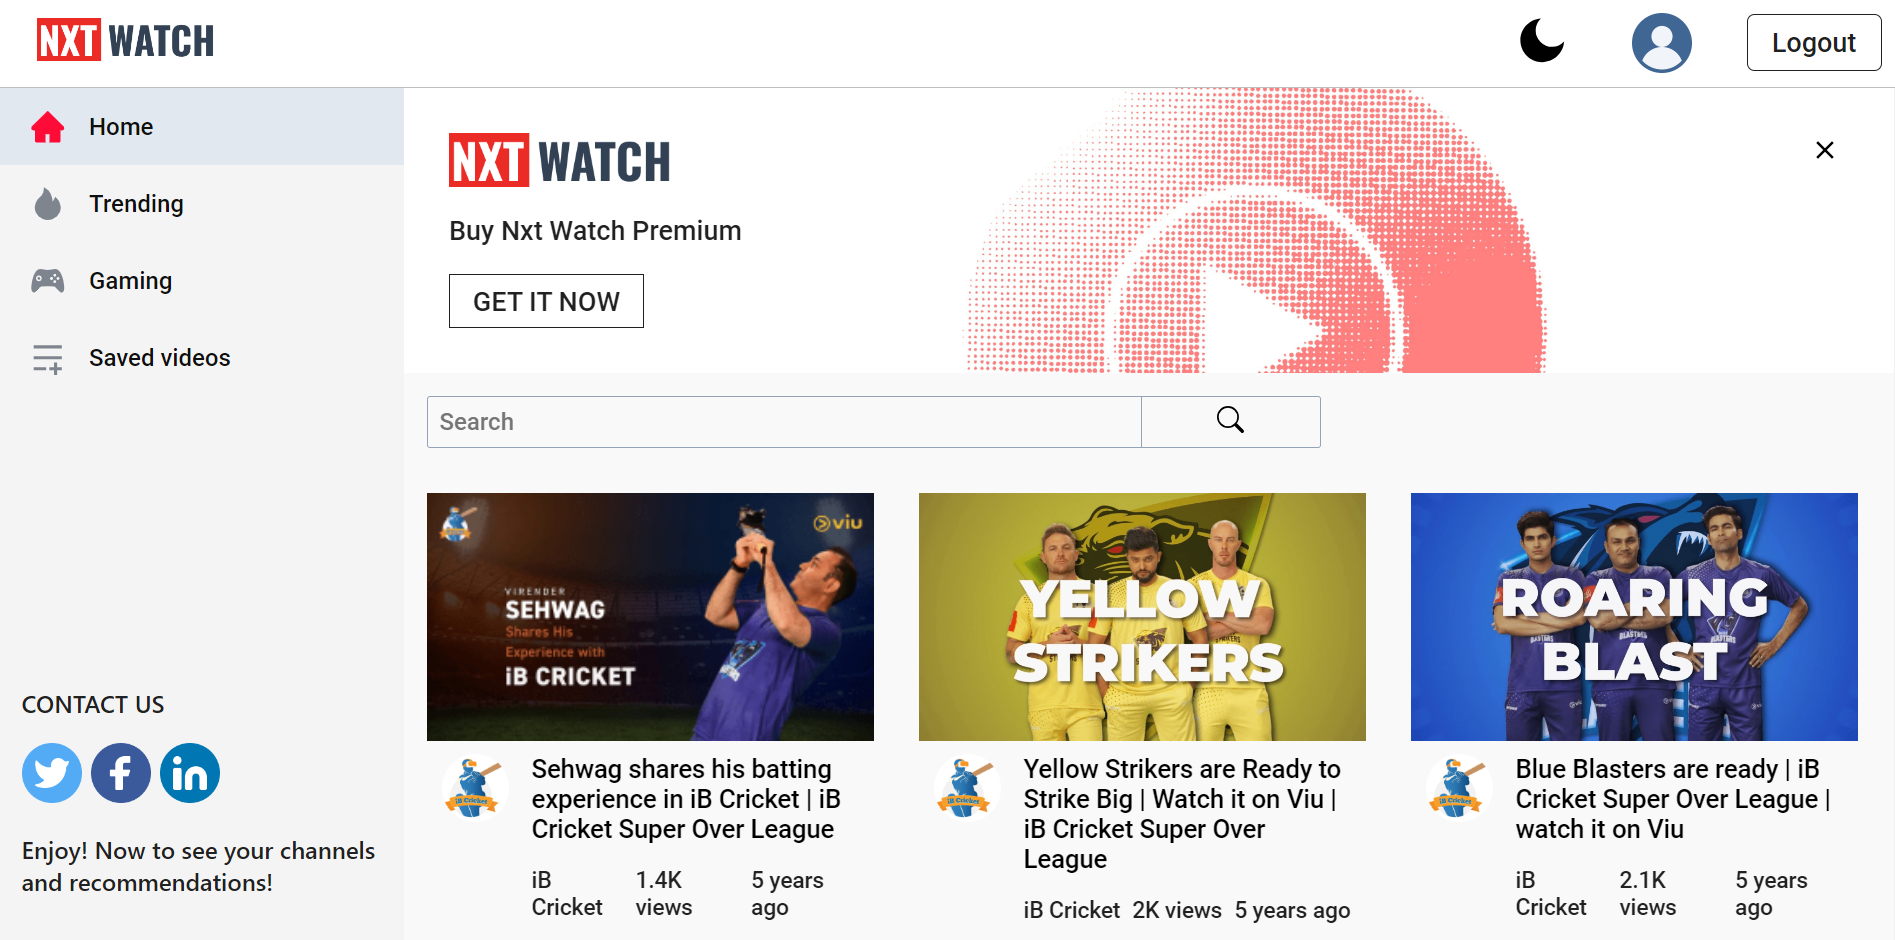 NXT WATCH
Logout
Home
Trending
Gaming
Saved videos
CONTACT US
Enjoy! Now to see your channels
and recommendations!
NXT WATCH
Buy Nxt Watch Premium
GET IT NOW
Search
viu
VIRENDER
SEHWAG
Shares His
Experience with
iB CRICKET
Sehwag shares his batting
experience in iB Cricket | iB
Cricket Super Over League
iB
Cricket
1.4K
views
5 years
ago
YELLOW
STRIKERS
iB Cricket
Yellow Strikers are Ready to
Strike Big | Watch it on Viu |
iB Cricket Super Over
League
iB Cricket 2K views 5 years ago
ROARING
BLAST
iB Cricket
Blue Blasters are ready | iB
Cricket Super Over League |
watch it on Viu
iB
Cricket
2.1K
views
5 years
ago